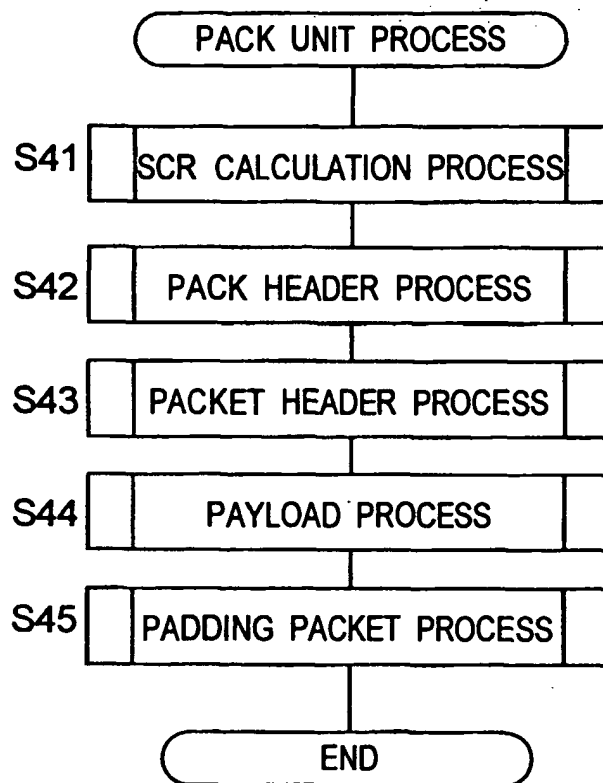 PACK UNIT PROCESS
S41 SCR CALCULATION PROCESS
S42 PACK HEADER PROCESS
S43 PACKET HEADER PROCESS
S44 PAYLOAD PROCESS
S45 PADDING PACKET PROCESS
END